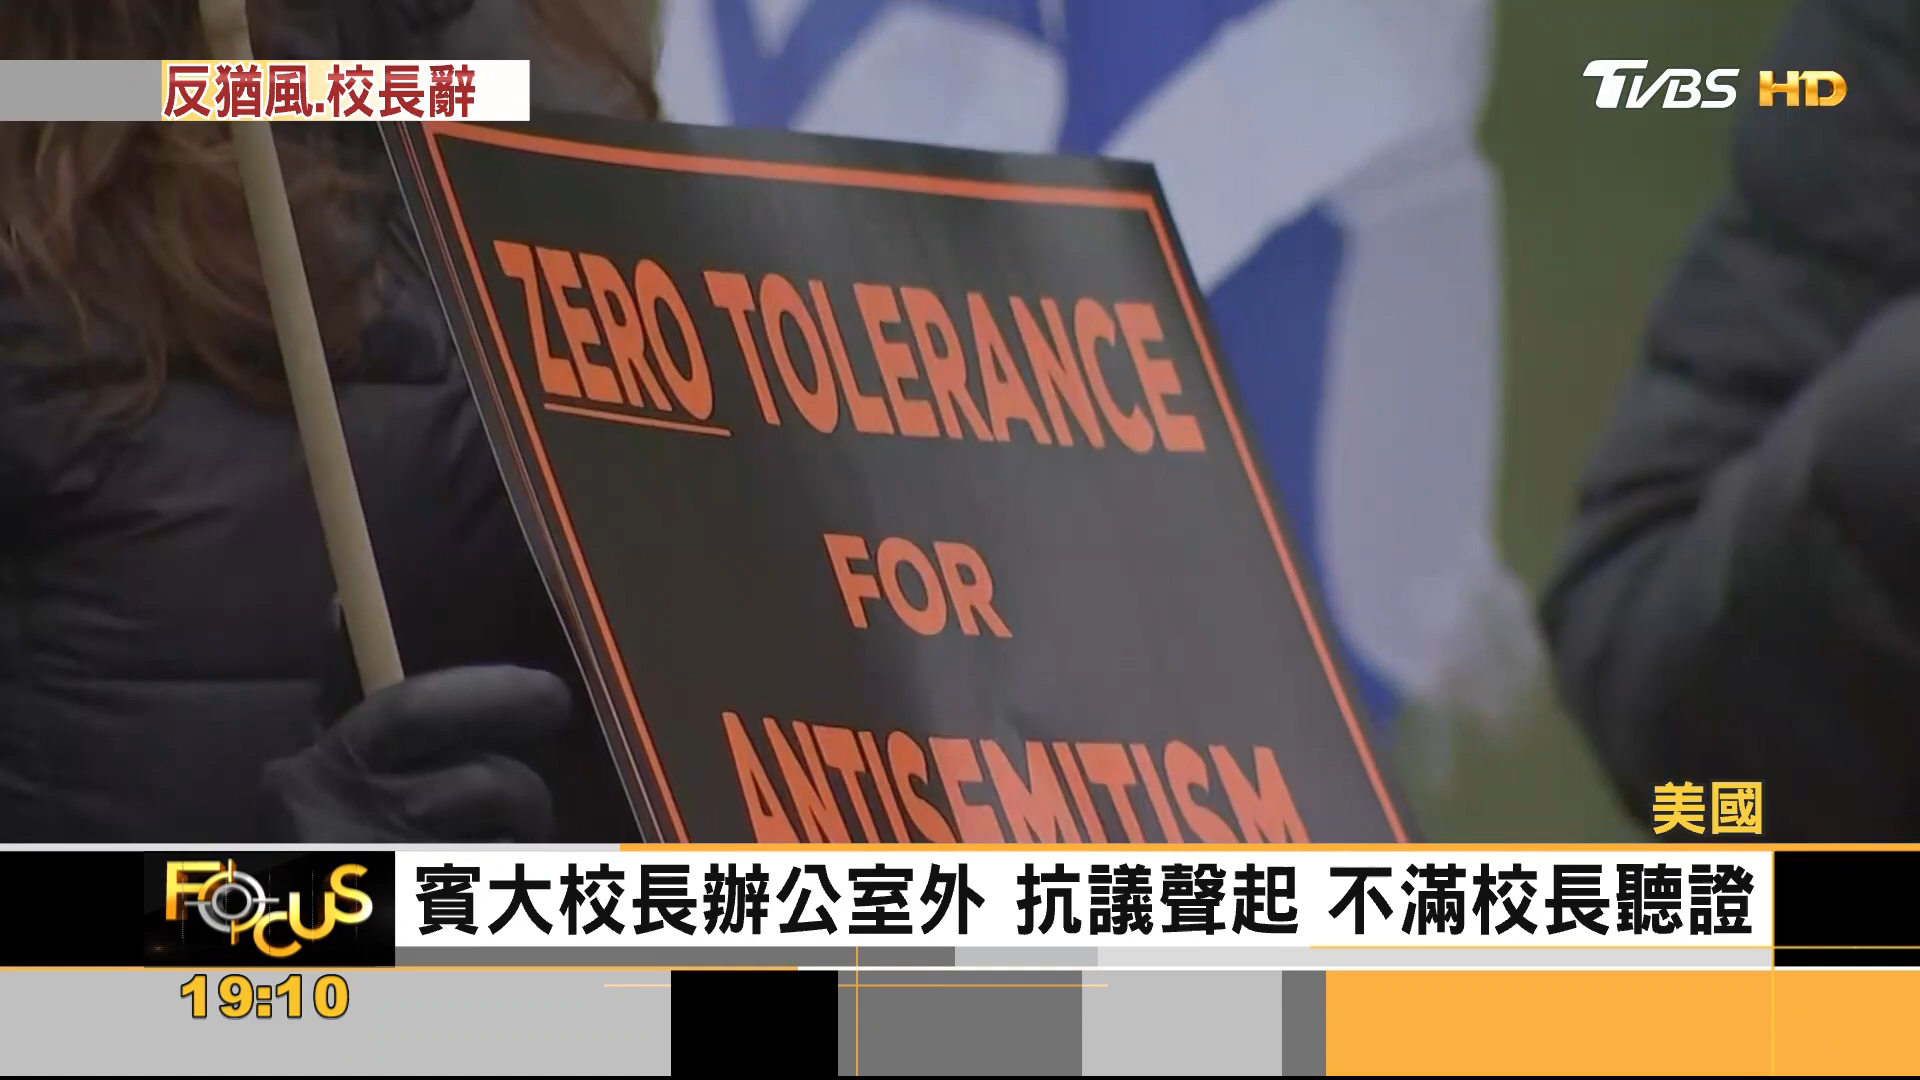 反猶風.校長辭
TVBS HD
ZERO TOLERANCE
FOR
ANTISEMITISM
美國
FOCUS
賓大校長辦公室外 抗議聲起 不滿校長聽證
19:10